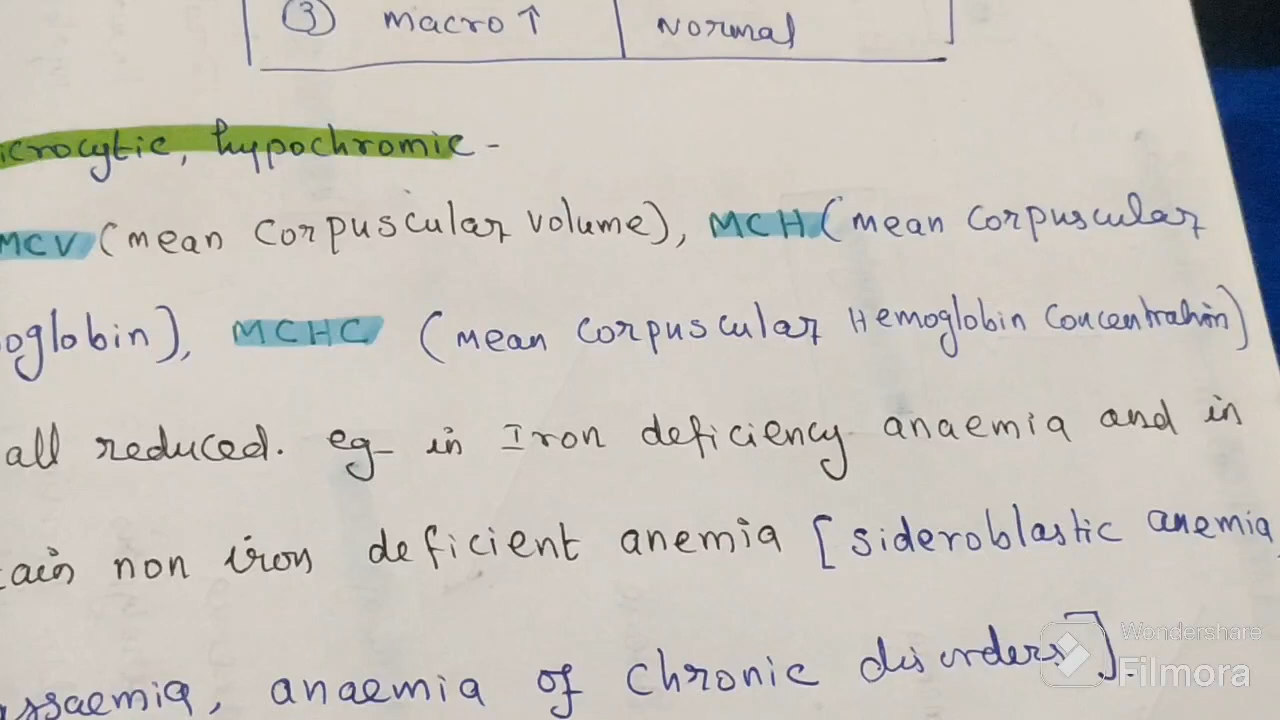 ③ macro ↑ Normal
icrocytic, hypochromic -
MCV (mean corpuscular volume), MCH (mean corpuscular
oglobin), MCHC (mean corpuscular Hemoglobin Concentration)
all reduced. eg- in Iron deficiency anaemia and in
tain non iron deficient anemia [sideroblastic anemia
ssaemia, anaemia of chronic disorders].
Wondershare
Filmora